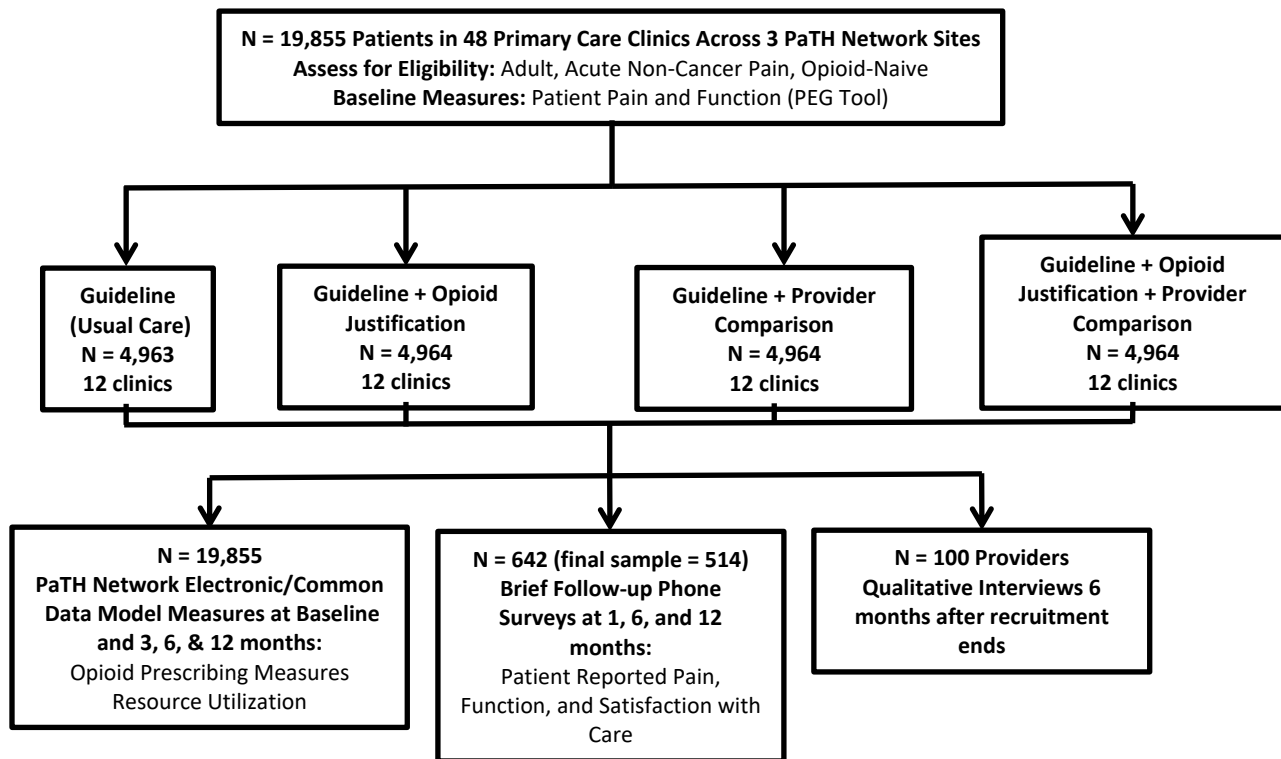 N = 19,855 Patients in 48 Primary Care Clinics Across 3 PaTH Network Sites
Assess for Eligibility: Adult, Acute Non-Cancer Pain, Opioid-Naive
Baseline Measures: Patient Pain and Function (PEG Tool)
Guideline
(Usual Care)
N = 4,963
12 clinics
Guideline + Opioid
Justification
N = 4,964
12 clinics
Guideline + Provider
Comparison
N = 4,964
12 clinics
Guideline + Opioid
Justification + Provider
Comparison
N = 4,964
12 clinics
N = 19,855
PaTH Network Electronic/Common
Data Model Measures at Baseline
and 3, 6, & 12 months:
Opioid Prescribing Measures
Resource Utilization
N = 642 (final sample = 514)
Brief Follow-up Phone
Surveys at 1, 6, and 12
months:
Patient Reported Pain,
Function, and Satisfaction with
Care
N = 100 Providers
Qualitative Interviews 6
months after recruitment
ends